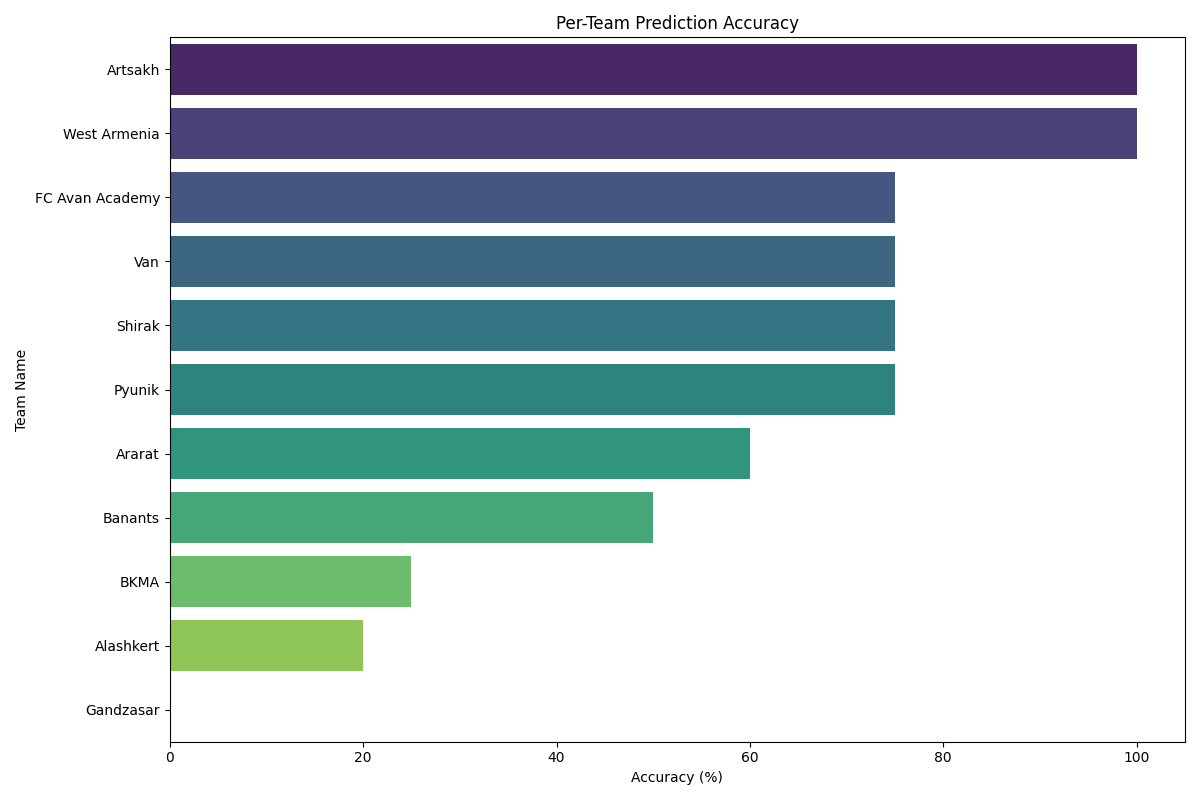 Per-Team Prediction Accuracy
Team Name
Artsakh
West Armenia
FC Avan Academy
Van
Shirak
Pyunik
Ararat
Banants
BKMA
Alashkert
Gandzasar
0 20 40 60 80 100
Accuracy (%)